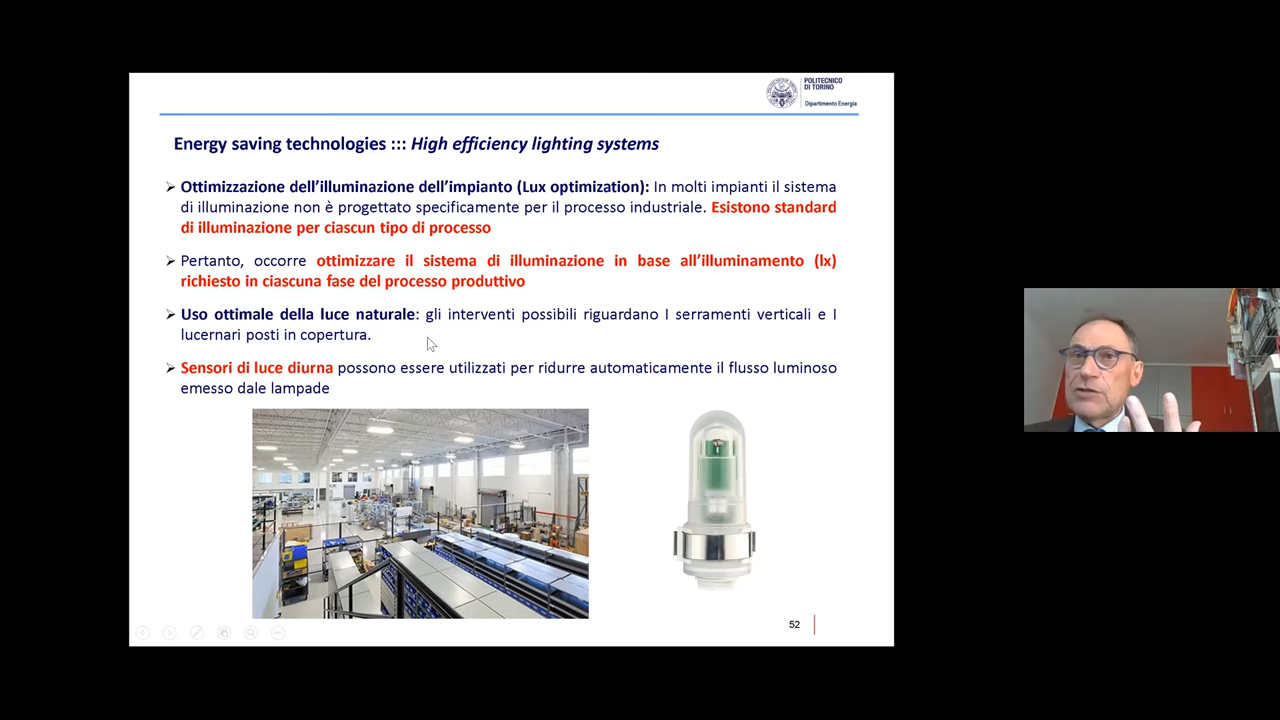 POLITECNICO
DI TORINO
Dipartimento Energia
Energy saving technologies ::: High efficiency lighting systems
Ottimizzazione dell'illuminazione dell'impianto (Lux optimization): In molti impianti il sistema
di illuminazione non è progettato specificamente per il processo industriale. Esistono standard
di illuminazione per ciascun tipo di processo
Pertanto, occorre ottimizzare il sistema di illuminazione in base all'illuminamento (lx)
richiesto in ciascuna fase del processo produttivo
Uso ottimale della luce naturale: gli interventi possibili riguardano I serramenti verticali e I
lucernari posti in copertura.
Sensori di luce diurna possono essere utilizzati per ridurre automaticamente il flusso luminoso
emesso dale lampade
52